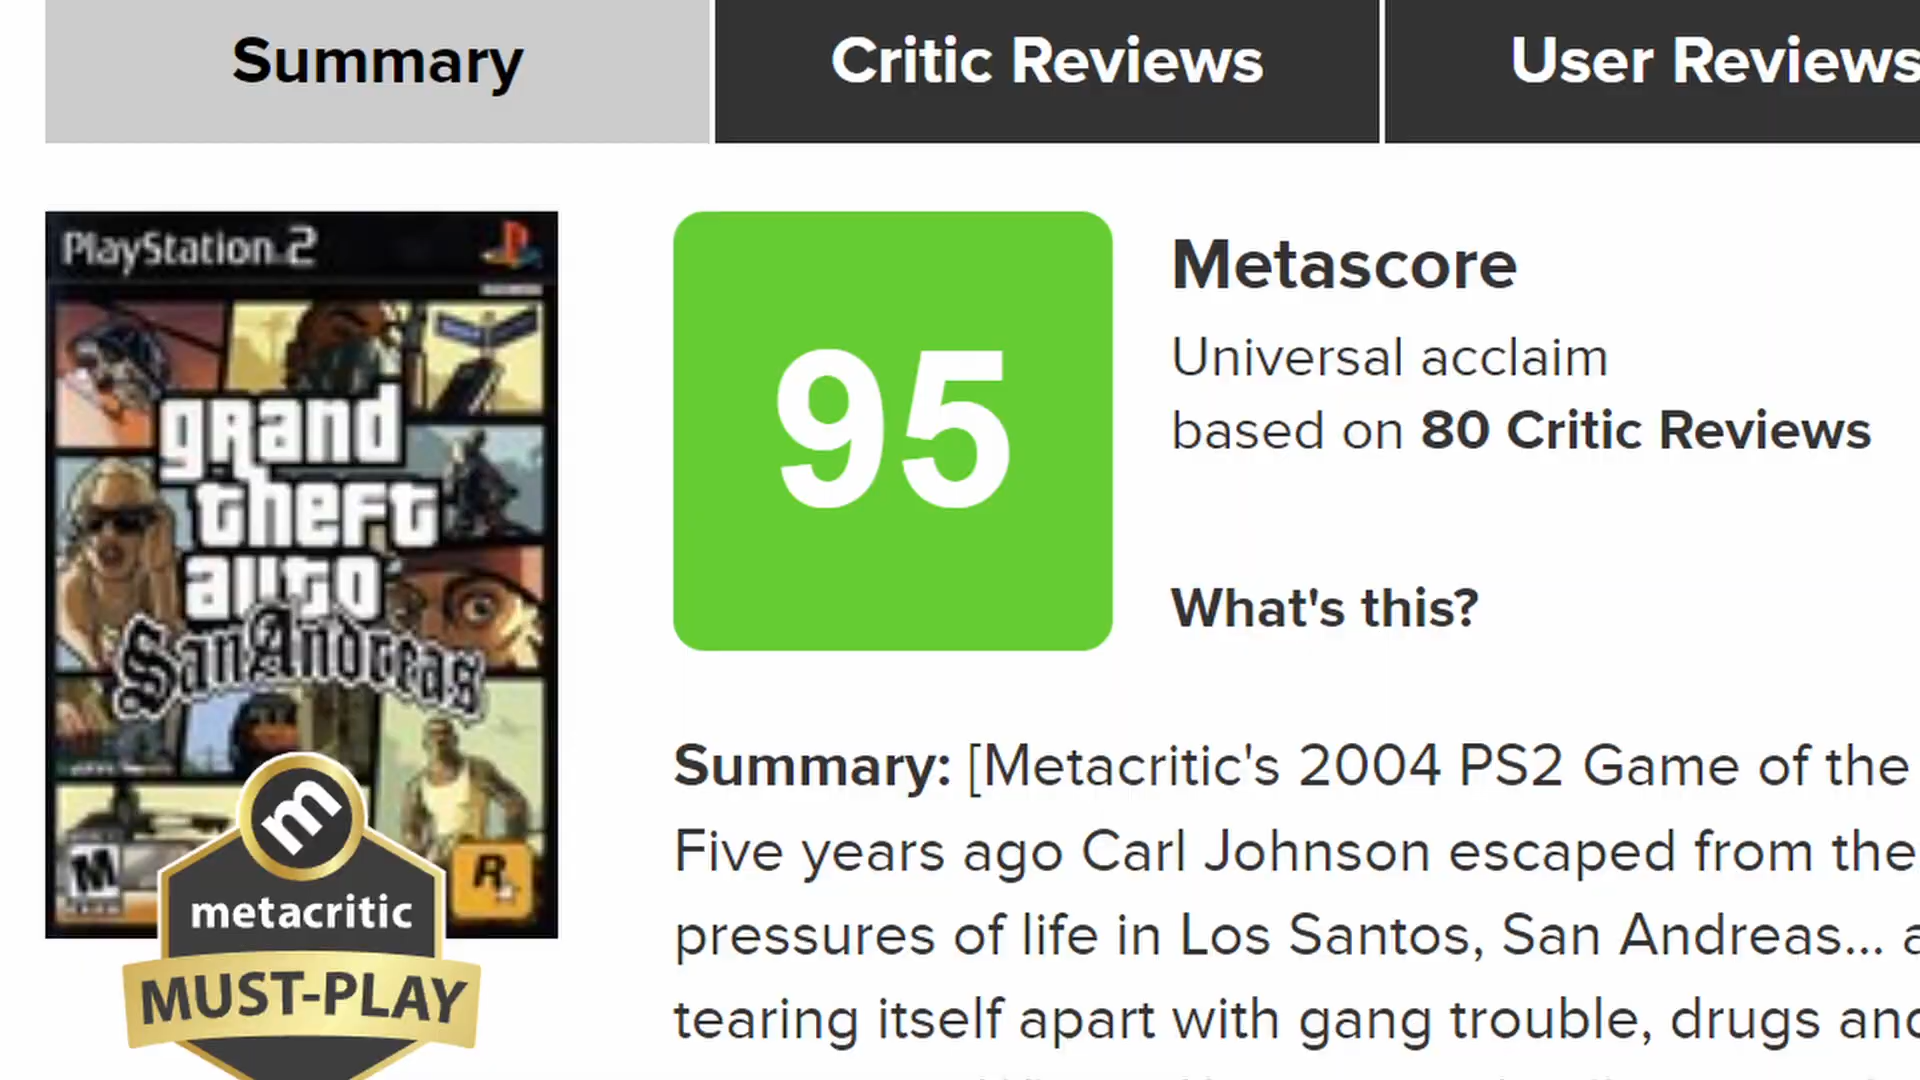 Summary
Critic Reviews
User Reviews
PlayStation 2
grand
theft
auto
San Andreas
M
R
m
metacritic
MUST-PLAY
95
Metascore
Universal acclaim
based on 80 Critic Reviews
What's this?
Summary: [Metacritic's 2004 PS2 Game of the
Five years ago Carl Johnson escaped from the
pressures of life in Los Santos, San Andreas... a
tearing itself apart with gang trouble, drugs and